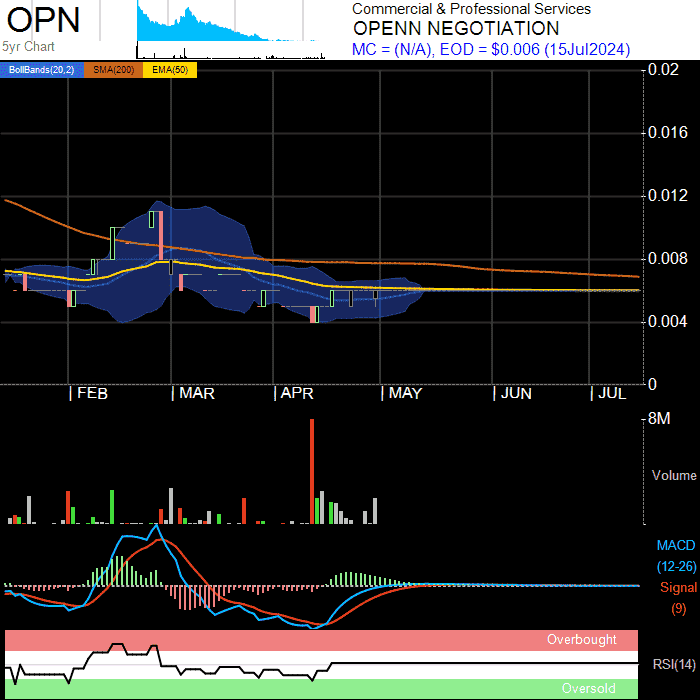 OPN
5yr Chart
Commercial & Professional Services
OPENN NEGOTIATION
MC = (N/A), EOD = $0.006 (15Jul2024)
BollBands(20,2) SMA(200) EMA(50)
0.02
0.016
0.012
0.008
0.004
0
FEB MAR APR MAY JUN JUL
8M
Volume
MACD
(12-26)
Signal
(9)
Overbought
RSI(14)
Oversold